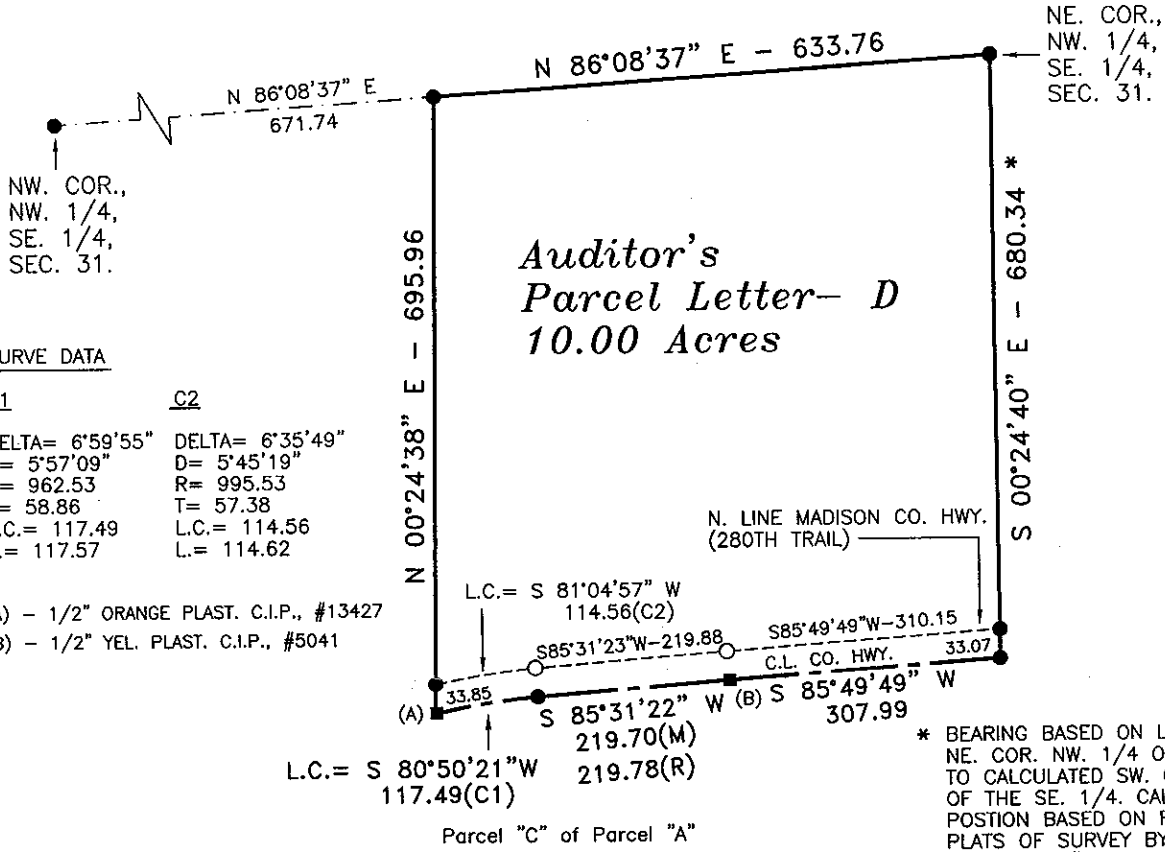 NE. COR.,
NW. 1/4,
SE. 1/4,
SEC. 31.
N 86°08'37" E - 633.76
N 86°08'37" E
671.74
NW. COR.,
NW. 1/4,
SE. 1/4,
SEC. 31.
N 00°24'38" E - 695.96
S 00°24'40" E - 680.34 *
Auditor's
Parcel Letter- D
10.00 Acres
URVE DATA
1 C2
ELTA= 6°59'55" DELTA= 6°35'49"
= 5°57'09" D= 5°45'19"
= 962.53 R= 995.53
= 58.86 T= 57.38
.C.= 117.49 L.C.= 114.56
.= 117.57 L.= 114.62
A) - 1/2" ORANGE PLAST. C.I.P., #13427
B) - 1/2" YEL. PLAST. C.I.P., #5041
N. LINE MADISON CO. HWY.
(280TH TRAIL)
L.C.= S 81°04'57" W
114.56(C2)
S85°31'23"W-219.88
S85°49'49"W-310.15
C.L. CO. HWY.
33.07
33.85
(A)
(B)
S 85°31'22" W
219.70(M)
219.78(R)
S 85°49'49" W
307.99
L.C.= S 80°50'21"W
117.49(C1)
Parcel "C" of Parcel "A"
* BEARING BASED ON L
NE. COR. NW. 1/4 O
TO CALCULATED SW.
OF THE SE. 1/4. CAL
POSTION BASED ON
PLATS OF SURVEY BY